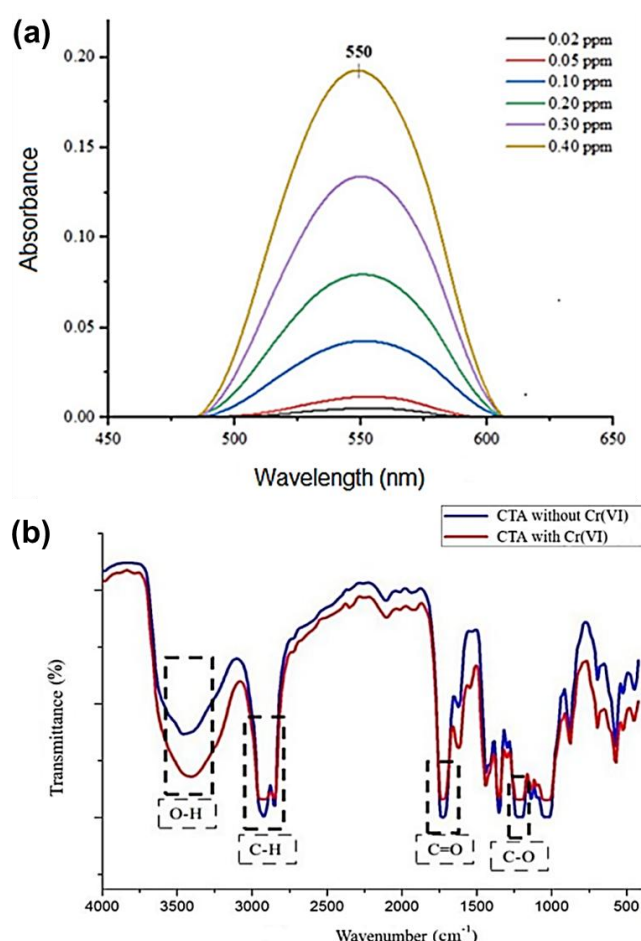 (a)
550
0.02 ppm
0.05 ppm
0.10 ppm
0.20 ppm
0.30 ppm
0.40 ppm
0.20
0.15
0.10
0.05
0.00
Absorbance
450 500 550 600 650
Wavelength (nm)
(b)
CTA without Cr(VI)
CTA with Cr(VI)
Transmittance (%)
O-H
C-H
C=O
C-O
4000 3500 3000 2500 2000 1500 1000 500
Wavenumber (cm⁻¹)